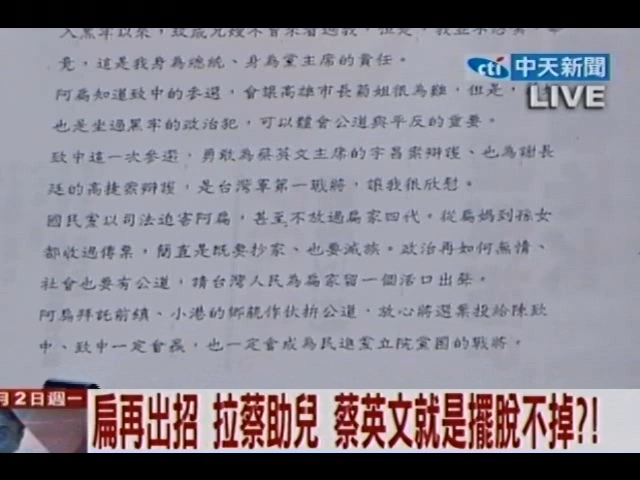 入黑牢以來，致成兄嫂不曾來看過我，但是，我並不怨
竟，這是我身為總統、身為黨主席的責任。
cti 中天新聞
LIVE
阿扁知道致中的參選，會讓高雄市長菊姐很為難，但是，
也是坐過黑牢的政治犯，可以體會公道與平反的重要。
致中這一次參選，勇敢為蔡英文主席的宇昌案辯護、也為謝長
廷的高捷案辯護，是台灣軍第一戰將，讓我很欣慰。
國民黨以司法迫害阿扁，甚至不放過扁家四代。從扁媽到孫女
都收過傳票，簡直是既要抄家、也要滅族。政治再如何無情、
社會也要有公道，請台灣人民為扁家留一個活口出聲。
阿扁拜託前鎮、小港的鄉親作伙拚公道，放心將選票投給陳致
中、致中一定會贏，也一定會成為民進黨立院黨團的戰將。
月2日週一
扁再出招 拉蔡助兒 蔡英文就是擺脫不掉?!